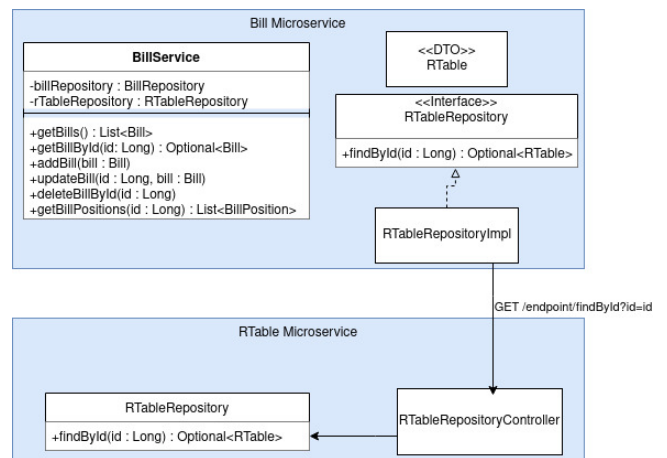 Bill Microservice
BillService
-billRepository : BillRepository
-rTableRepository : RTableRepository
+getBills() : List<Bill>
+getBillById(id: Long) : Optional<Bill>
+addBill(bill : Bill)
+updateBill(id : Long, bill : Bill)
+deleteBillById(id : Long)
+getBillPositions(id : Long) : List<BillPosition>
<<DTO>>
RTable
<<Interface>>
RTableRepository
+findById(id : Long) : Optional<RTable>
RTableRepositoryImpl
GET /endpoint/findById?id=id
RTable Microservice
RTableRepository
+findById(id : Long) : Optional<RTable>
RTableRepositoryController